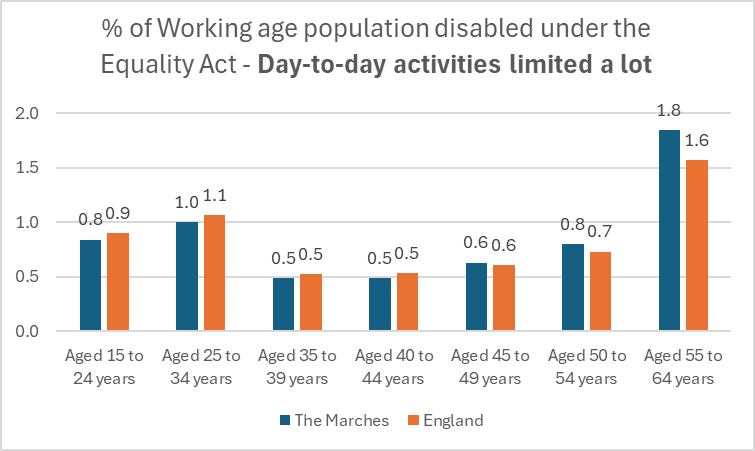 % of Working age population disabled under the
Equality Act - Day-to-day activities limited a lot
2.0
1.5
1.0
0.5
0.0
0.8 0.9
1.0 1.1
0.5 0.5
0.5 0.5
0.6 0.6
0.8 0.7
1.8 1.6
Aged 15 to
24 years
Aged 25 to
34 years
Aged 35 to
39 years
Aged 40 to
44 years
Aged 45 to
49 years
Aged 50 to
54 years
Aged 55 to
64 years
The Marches England